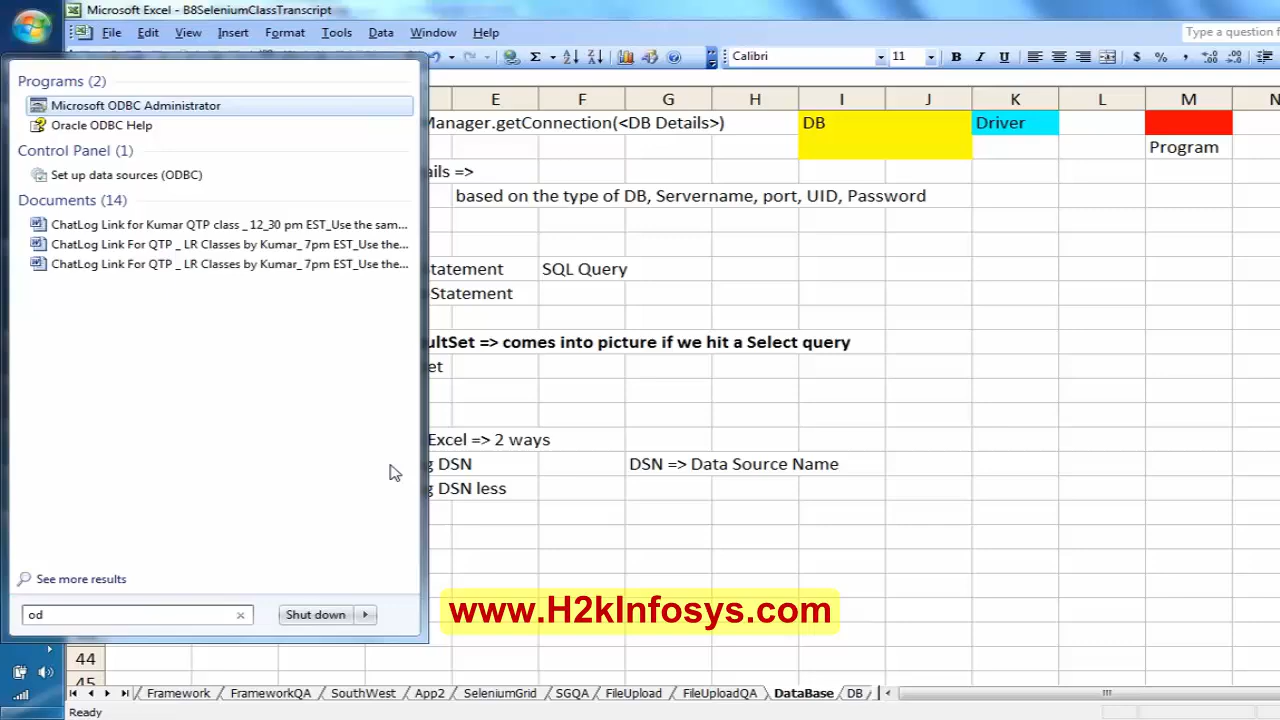 Microsoft Excel - B8SeleniumClassTranscript
File Edit View Insert Format Tools Data Window Help
Type a question f
Calibri 11 B I U $ %
Programs (2)
Microsoft ODBC Administrator
Oracle ODBC Help
Control Panel (1)
Set up data sources (ODBC)
Documents (14)
ChatLog Link for Kumar QTP class _ 12_30 pm EST_Use the sam...
ChatLog Link For QTP _ LR Classes by Kumar_ 7pm EST_Use the...
ChatLog Link For QTP _ LR Classes by Kumar_ 7pm EST_Use the...
See more results
od
Shut down
E F G H I J K L M N
Manager.getConnection(<DB Details>) DB Driver
Program
ails =>
based on the type of DB, Servername, port, UID, Password
tatement SQL Query
Statement
ultSet => comes into picture if we hit a Select query
et
Excel => 2 ways
g DSN DSN => Data Source Name
g DSN less
www.H2kInfosys.com
44
45
Framework FrameworkQA SouthWest App2 SeleniumGrid SGQA FileUpload FileUploadQA DataBase DB
Ready